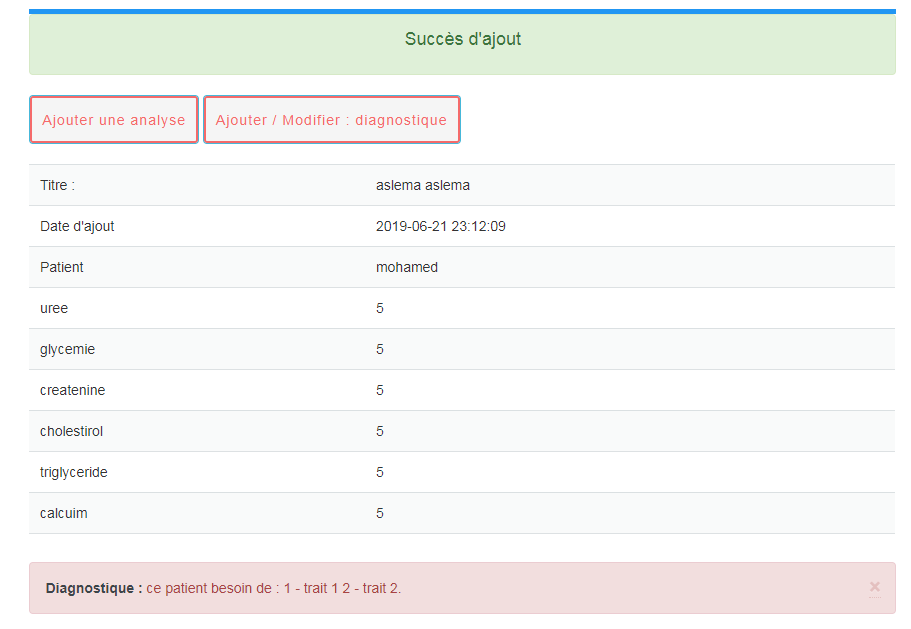 Succès d'ajout
Ajouter une analyse Ajouter / Modifier : diagnostique
Titre : aslema aslema
Date d'ajout 2019-06-21 23:12:09
Patient mohamed
uree 5
glycemie 5
createnine 5
cholestirol 5
triglyceride 5
calcuim 5
Diagnostique : ce patient besoin de : 1 - trait 1 2 - trait 2. ×